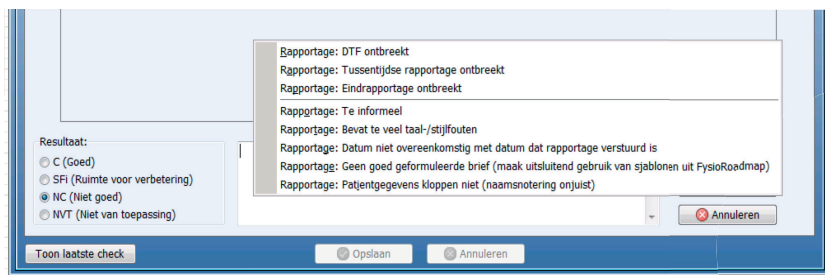 Rapportage: DTF ontbreekt
Rapportage: Tussentijdse rapportage ontbreekt
Rapportage: Eindrapportage ontbreekt
Rapportage: Te informeel
Rapportage: Bevat te veel taal-/stijlfouten
Rapportage: Datum niet overeenkomstig met datum dat rapportage verstuurd is
Rapportage: Geen goed geformuleerde brief (maak uitsluitend gebruik van sjablonen uit FysioRoadmap)
Rapportage: Patjentgegevens kloppen niet (naamsnotering onjuist)
Resultaat:
C (Goed)
SFi (Ruimte voor verbetering)
NC (Niet goed)
NVT (Niet van toepassing)
Annuleren
Toon laatste check
Opslaan
Annuleren